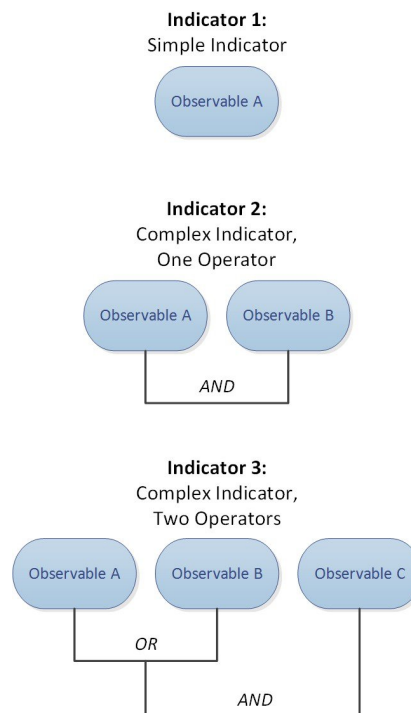 Indicator 1:
Simple Indicator
Observable A
Indicator 2:
Complex Indicator,
One Operator
Observable A
Observable B
AND
Indicator 3:
Complex Indicator,
Two Operators
Observable A
Observable B
Observable C
OR
AND